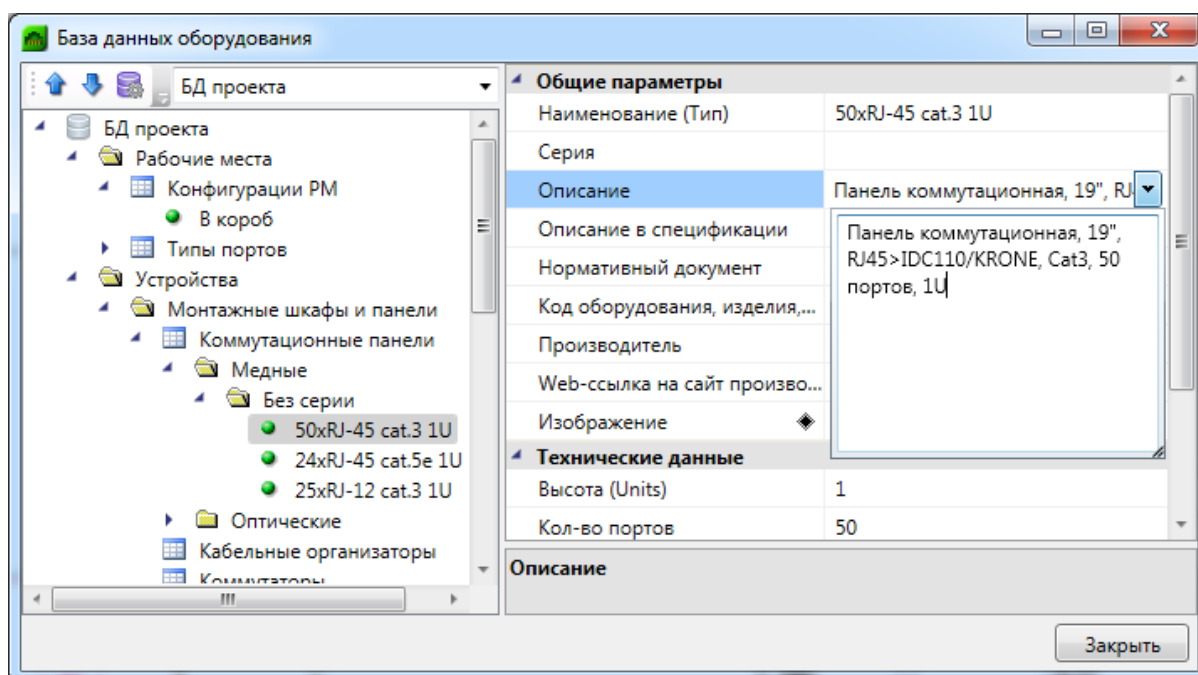 База данных оборудования
БД проекта
БД проекта
Рабочие места
Конфигурации РМ
В короб
Типы портов
Устройства
Монтажные шкафы и панели
Коммутационные панели
Медные
Без серии
50xRJ-45 cat.3 1U
24xRJ-45 cat.5e 1U
25xRJ-12 cat.3 1U
Оптические
Кабельные организаторы
Коммутаторы
Общие параметры
Наименование (Тип) 50xRJ-45 cat.3 1U
Серия
Описание Панель коммутационная, 19", RJ
Описание в спецификации
Нормативный документ
Код оборудования, изделия,...
Производитель
Web-ссылка на сайт произво...
Изображение
Панель коммутационная, 19",
RJ45>IDC110/KRONE, Cat3, 50
портов, 1U
Технические данные
Высота (Units) 1
Кол-во портов 50
Описание
Закрыть